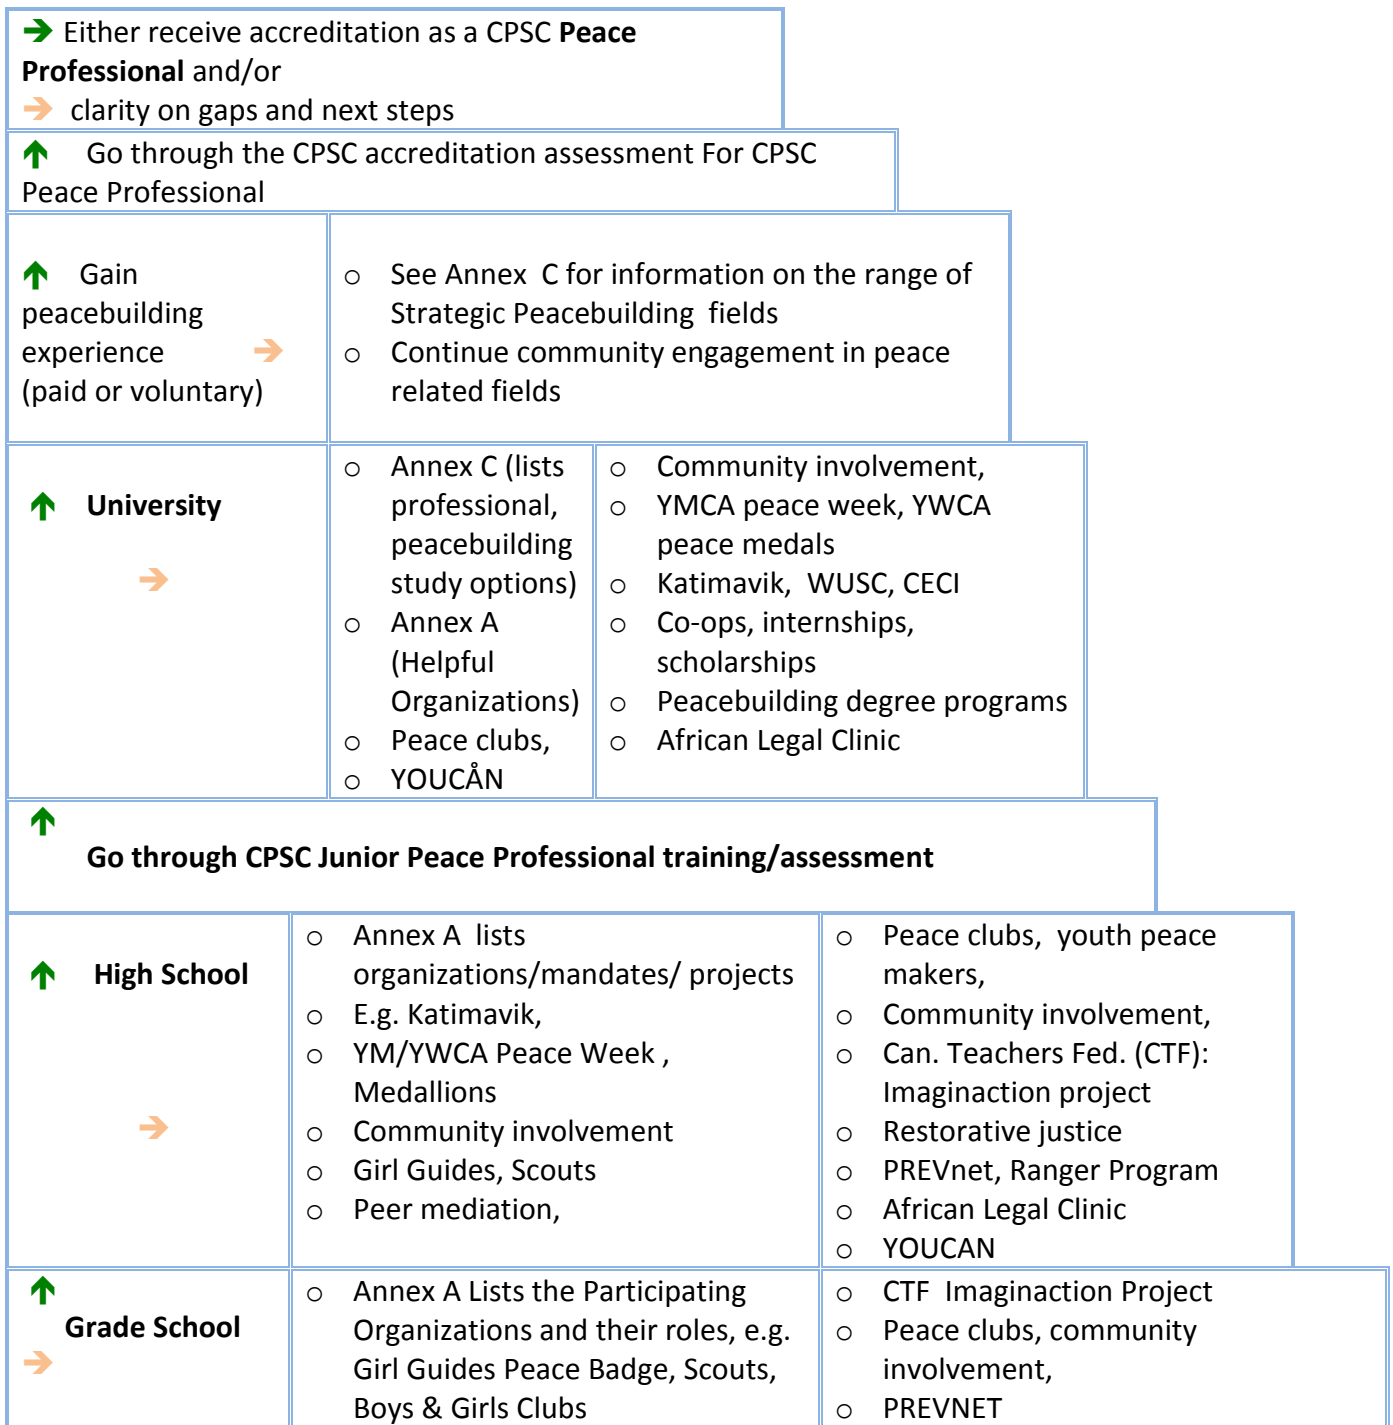 ➔ Either receive accreditation as a CPSC Peace
Professional and/or
➔ clarity on gaps and next steps
↑ Go through the CPSC accreditation assessment For CPSC
Peace Professional
↑ Gain
peacebuilding
experience ➔
(paid or voluntary)
o See Annex C for information on the range of
Strategic Peacebuilding fields
o Continue community engagement in peace
related fields
↑ University
➔
o Annex C (lists
professional,
peacebuilding
study options)
o Annex A
(Helpful
Organizations)
o Peace clubs,
o YOUCÅN
o Community involvement,
o YMCA peace week, YWCA
peace medals
o Katimavik, WUSC, CECI
o Co-ops, internships,
scholarships
o Peacebuilding degree programs
o African Legal Clinic
↑
Go through CPSC Junior Peace Professional training/assessment
↑ High School
➔
o Annex A lists
organizations/mandates/ projects
o E.g. Katimavik,
o YM/YWCA Peace Week ,
Medallions
o Community involvement
o Girl Guides, Scouts
o Peer mediation,
o Peace clubs, youth peace
makers,
o Community involvement,
o Can. Teachers Fed. (CTF):
Imaginaction project
o Restorative justice
o PREVnet, Ranger Program
o African Legal Clinic
o YOUCAN
↑
Grade School
➔
o Annex A Lists the Participating
Organizations and their roles, e.g.
Girl Guides Peace Badge, Scouts,
Boys & Girls Clubs
o CTF Imaginaction Project
o Peace clubs, community
involvement,
o PREVNET